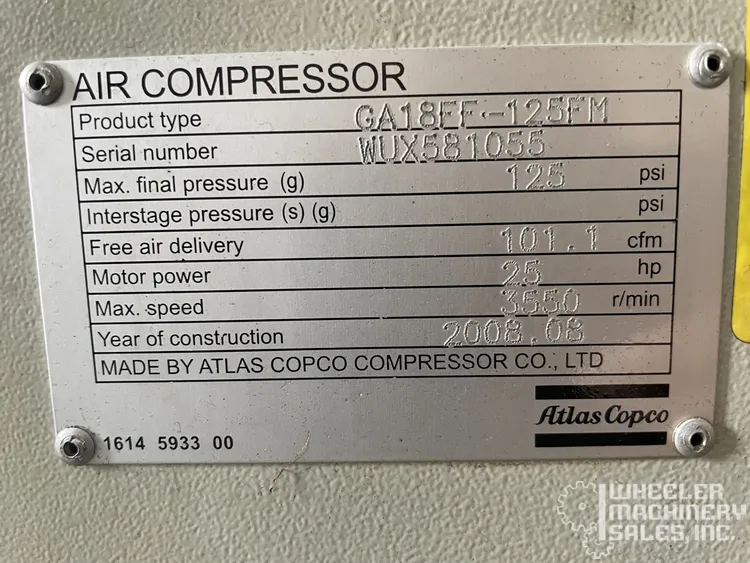 AIR COMPRESSOR
Product type GA18FF-125FM
Serial number WUX581055
Max. final pressure (g) 125 psi
Interstage pressure (s) (g) psi
Free air delivery 101.1 cfm
Motor power 25 hp
Max. speed 3550 r/min
Year of construction 2008.08
MADE BY ATLAS COPCO COMPRESSOR CO., LTD
Atlas Copco
1614 5933 00
WHEELER
MACHINERY
SALES, INC.